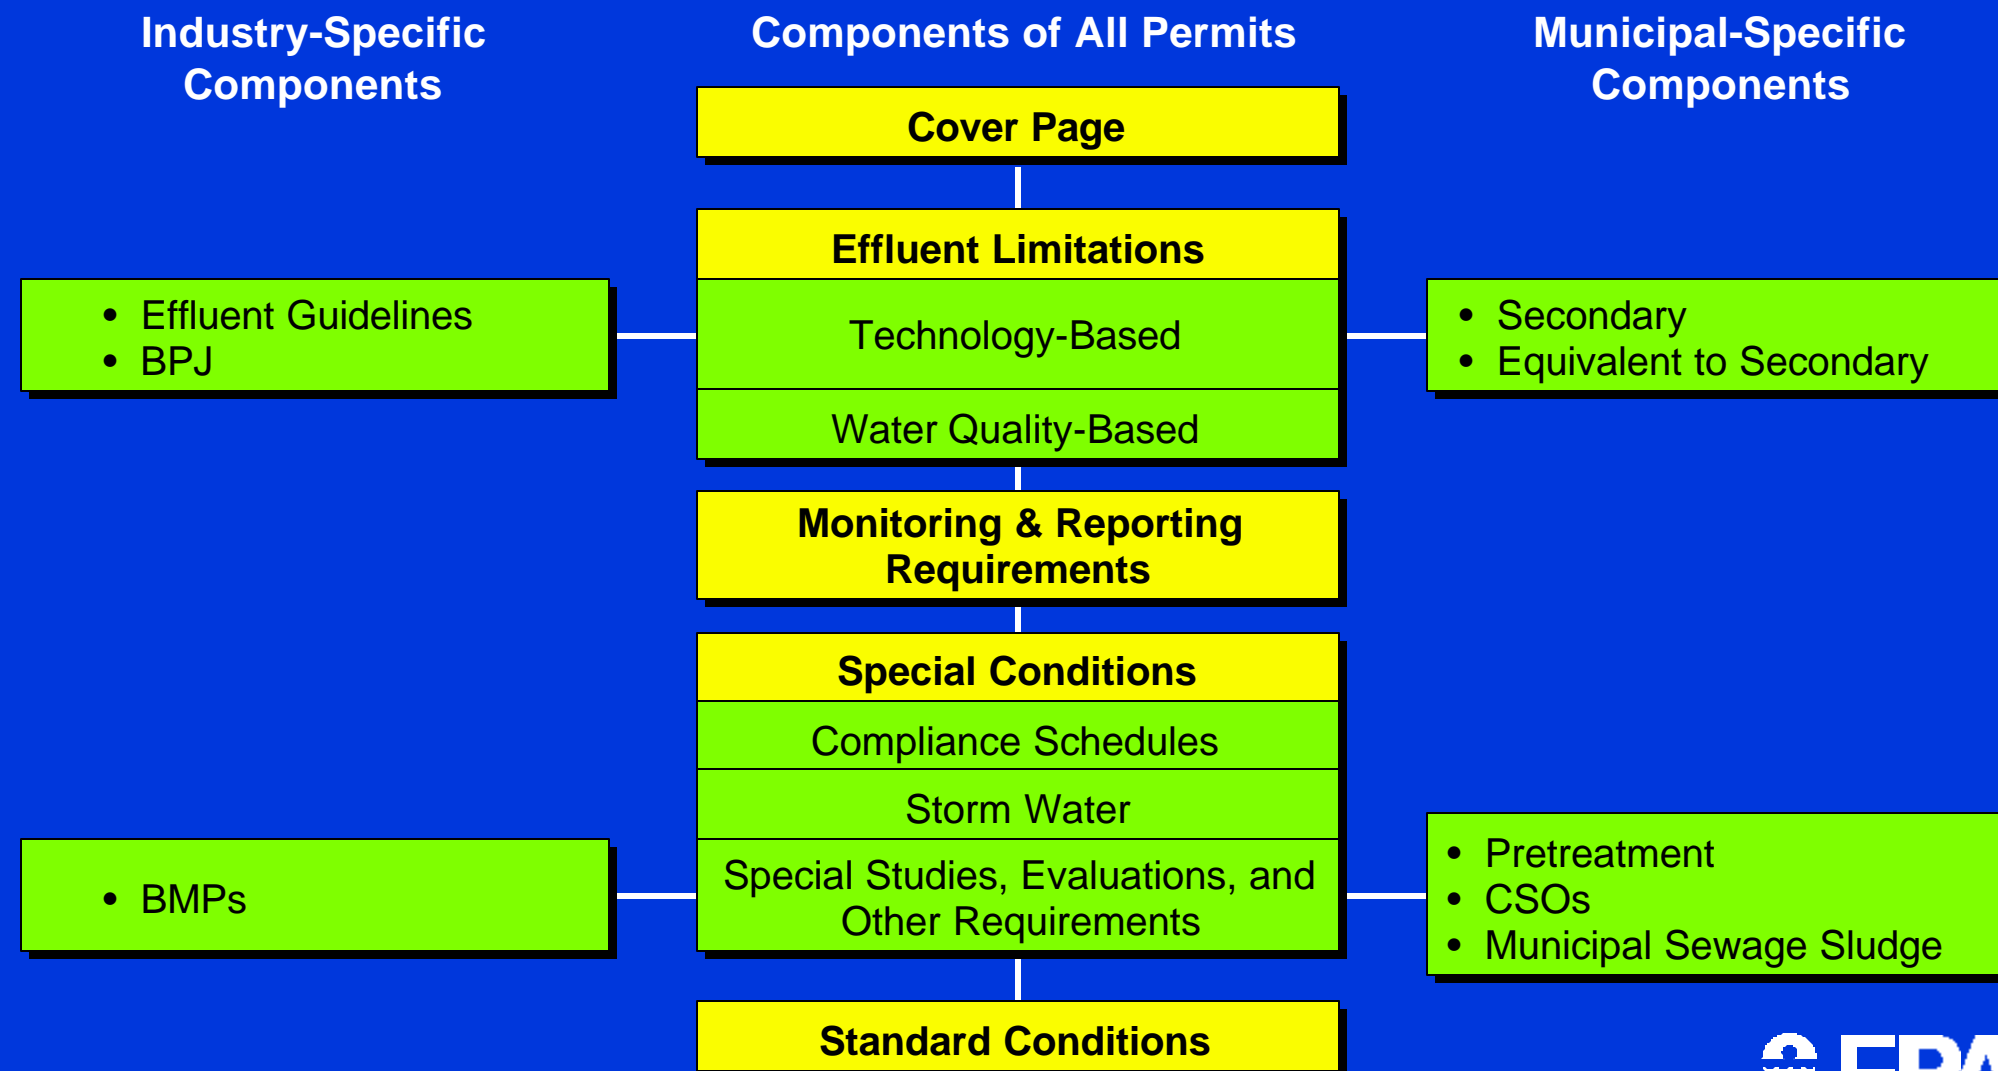 Industry-Specific
Components
Components of All Permits
Municipal-Specific
Components
Cover Page
Effluent Limitations
• Effluent Guidelines
• BPJ
Technology-Based
• Secondary
• Equivalent to Secondary
Water Quality-Based
Monitoring & Reporting
Requirements
Special Conditions
Compliance Schedules
Storm Water
• BMPs
Special Studies, Evaluations, and
Other Requirements
• Pretreatment
• CSOs
• Municipal Sewage Sludge
Standard Conditions
EPA